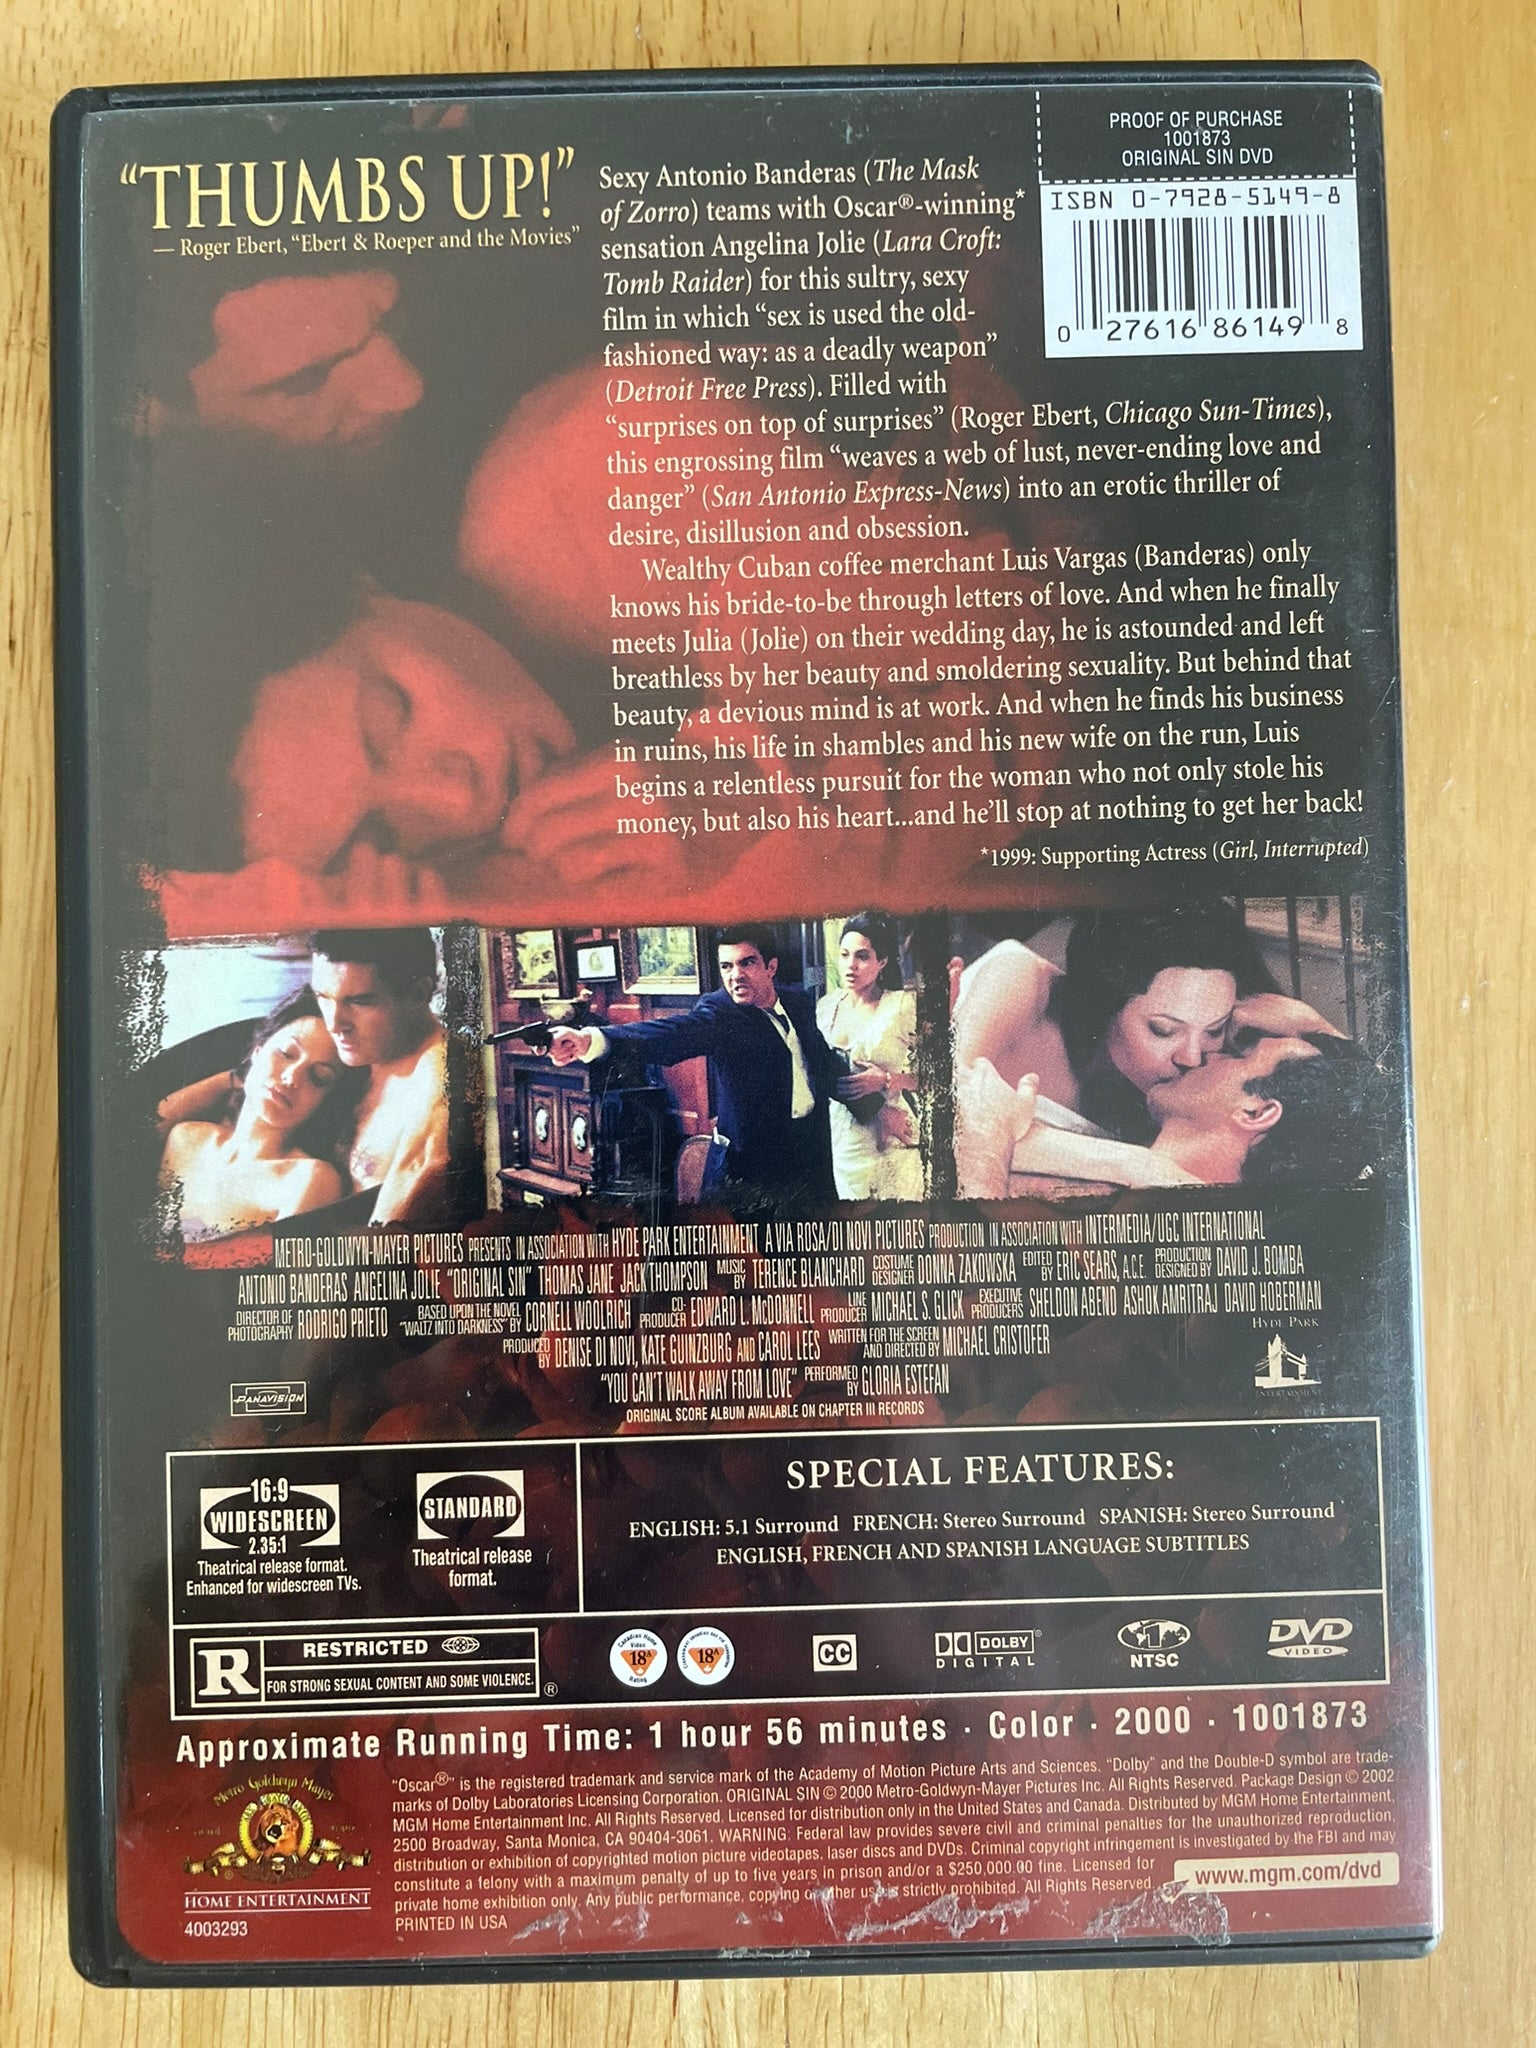 "THUMBS UP!"
— Roger Ebert, "Ebert & Roeper and the Movies"
Sexy Antonio Banderas (The Mask
of Zorro) teams with Oscar®-winning*
sensation Angelina Jolie (Lara Croft:
Tomb Raider) for this sultry, sexy
film in which "sex is used the old-
fashioned way: as a deadly weapon"
(Detroit Free Press). Filled with
"surprises on top of surprises" (Roger Ebert, Chicago Sun-Times),
this engrossing film "weaves a web of lust, never-ending love and
danger" (San Antonio Express-News) into an erotic thriller of
desire, disillusion and obsession.
Wealthy Cuban coffee merchant Luis Vargas (Banderas) only
knows his bride-to-be through letters of love. And when he finally
meets Julia (Jolie) on their wedding day, he is astounded and left
breathless by her beauty and smoldering sexuality. But behind that
beauty, a devious mind is at work. And when he finds his business
in ruins, his life in shambles and his new wife on the run, Luis
begins a relentless pursuit for the woman who not only stole his
money, but also his heart...and he'll stop at nothing to get her back!
*1999: Supporting Actress (Girl, Interrupted)
PROOF OF PURCHASE
1001873
ORIGINAL SIN DVD
ISBN 0-7928-5149-8
0 27616 86149 8
METRO-GOLDWYN-MAYER PICTURES PRESENTS IN ASSOCIATION WITH HYDE PARK ENTERTAINMENT A VIA ROSA/DI NOVI PICTURES PRODUCTION IN ASSOCIATION WITH INTERMEDIA/UGC INTERNATIONAL
ANTONIO BANDERAS ANGELINA JOLIE "ORIGINAL SIN" THOMAS JANE JACK THOMPSON MUSIC BY TERENCE BLANCHARD COSTUME DESIGNER DONNA ZAKOWSKA EDITED BY ERIC SEARS, A.C.E. PRODUCTION DESIGNED BY DAVID J. BOMBA
DIRECTOR OF PHOTOGRAPHY RODRIGO PRIETO BASED UPON THE NOVEL "WALTZ INTO DARKNESS" BY CORNELL WOOLRICH CO-PRODUCER EDWARD L. McDONNELL LINE PRODUCER MICHAEL S. GLICK EXECUTIVE PRODUCERS SHELDON ABEND ASHOK AMRITRAJ DAVID HOBERMAN
PRODUCED BY DENISE DI NOVI, KATE GUINZBURG AND CAROL LEES WRITTEN FOR THE SCREEN AND DIRECTED BY MICHAEL CRISTOFER
"YOU CAN'T WALK AWAY FROM LOVE" PERFORMED BY GLORIA ESTEFAN
ORIGINAL SCORE ALBUM AVAILABLE ON CHAPTER III RECORDS
PANAVISION
HYDE PARK
ENTERTAINMENT
16:9
WIDESCREEN
2.35:1
Theatrical release format.
Enhanced for widescreen TVs.
STANDARD
Theatrical release
format.
SPECIAL FEATURES:
ENGLISH: 5.1 Surround FRENCH: Stereo Surround SPANISH: Stereo Surround
ENGLISH, FRENCH AND SPANISH LANGUAGE SUBTITLES
R RESTRICTED
FOR STRONG SEXUAL CONTENT AND SOME VIOLENCE. ®
Canadian Home
Video
18A
Rating
18A
CC
DOLBY®
DIGITAL
1
NTSC
DVD
VIDEO
Approximate Running Time: 1 hour 56 minutes · Color · 2000 · 1001873
Metro Goldwyn Mayer
HOME ENTERTAINMENT
4003293
"Oscar®" is the registered trademark and service mark of the Academy of Motion Picture Arts and Sciences. "Dolby" and the Double-D symbol are trade-
marks of Dolby Laboratories Licensing Corporation. ORIGINAL SIN © 2000 Metro-Goldwyn-Mayer Pictures Inc. All Rights Reserved. Package Design © 2002
MGM Home Entertainment Inc. All Rights Reserved. Licensed for distribution only in the United States and Canada. Distributed by MGM Home Entertainment,
2500 Broadway, Santa Monica, CA 90404-3061. WARNING: Federal law provides severe civil and criminal penalties for the unauthorized reproduction,
distribution or exhibition of copyrighted motion picture videotapes, laser discs and DVDs. Criminal copyright infringement is investigated by the FBI and may
constitute a felony with a maximum penalty of up to five years in prison and/or a $250,000.00 fine. Licensed for
private home exhibition only. Any public performance, copying or other use is strictly prohibited. All Rights Reserved.
PRINTED IN USA
www.mgm.com/dvd